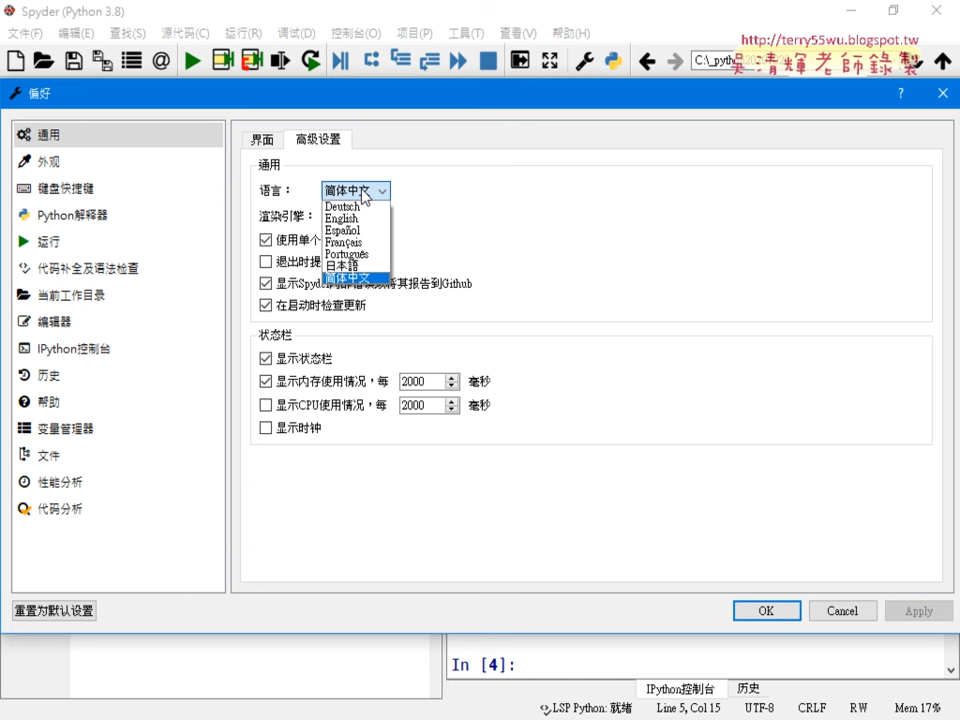 Spyder (Python 3.8)
文件(F) 编辑(E) 查找(S) 源代码(C) 运行(R) 调试(D) 控制台(O) 项目(P) 工具(T) 查看(V) 帮助(H)
http://terry55wu.blogspot.tw
C:\_pyth
吳清輝老師錄製
偏好
通用
外观
键盘快捷键
Python解释器
运行
代码补全及语法检查
当前工作目录
编辑器
IPython控制台
历史
帮助
变量管理器
文件
性能分析
代码分析
界面 高级设置
通用
语言： 简体中文
Deutsch
English
Español
Français
Português
日本語
简体中文
渲染引擎：
使用单个
退出时提
显示Spyder 将其报告到Github
在启动时检查更新
状态栏
显示状态栏
显示内存使用情况，每 2000 毫秒
显示CPU使用情况，每 2000 毫秒
显示时钟
重置为默认设置 OK Cancel Apply
In [4]:
IPython控制台 历史
LSP Python: 就绪 Line 5, Col 15 UTF-8 CRLF RW Mem 17%